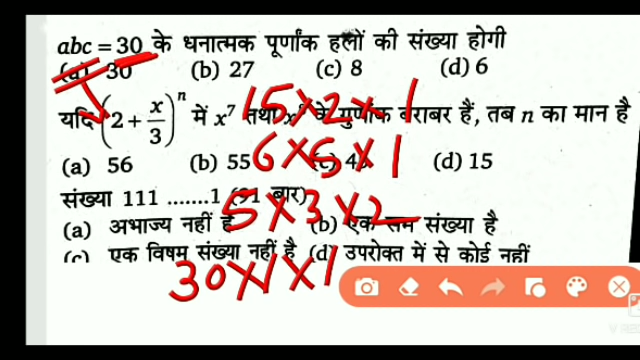 abc = 30 के धनात्मक पूर्णांक हलों की संख्या होगी
(a) 30 (b) 27 (c) 8 (d) 6
यदि (2 + x/3)^n में x^7 तथा के गुणांक बराबर हैं, तब n का मान है
15 × 2 × 1
(a) 56 (b) 55 (c) (d) 15
6 × 5 × 1
संख्या 111 .......1 (91 बार)
5 × 3 × 2
(a) अभाज्य नहीं है (b) एक सम संख्या है
(c) एक विषम संख्या नहीं है (d) उपरोक्त में से कोई नहीं
30 × 1 × 1